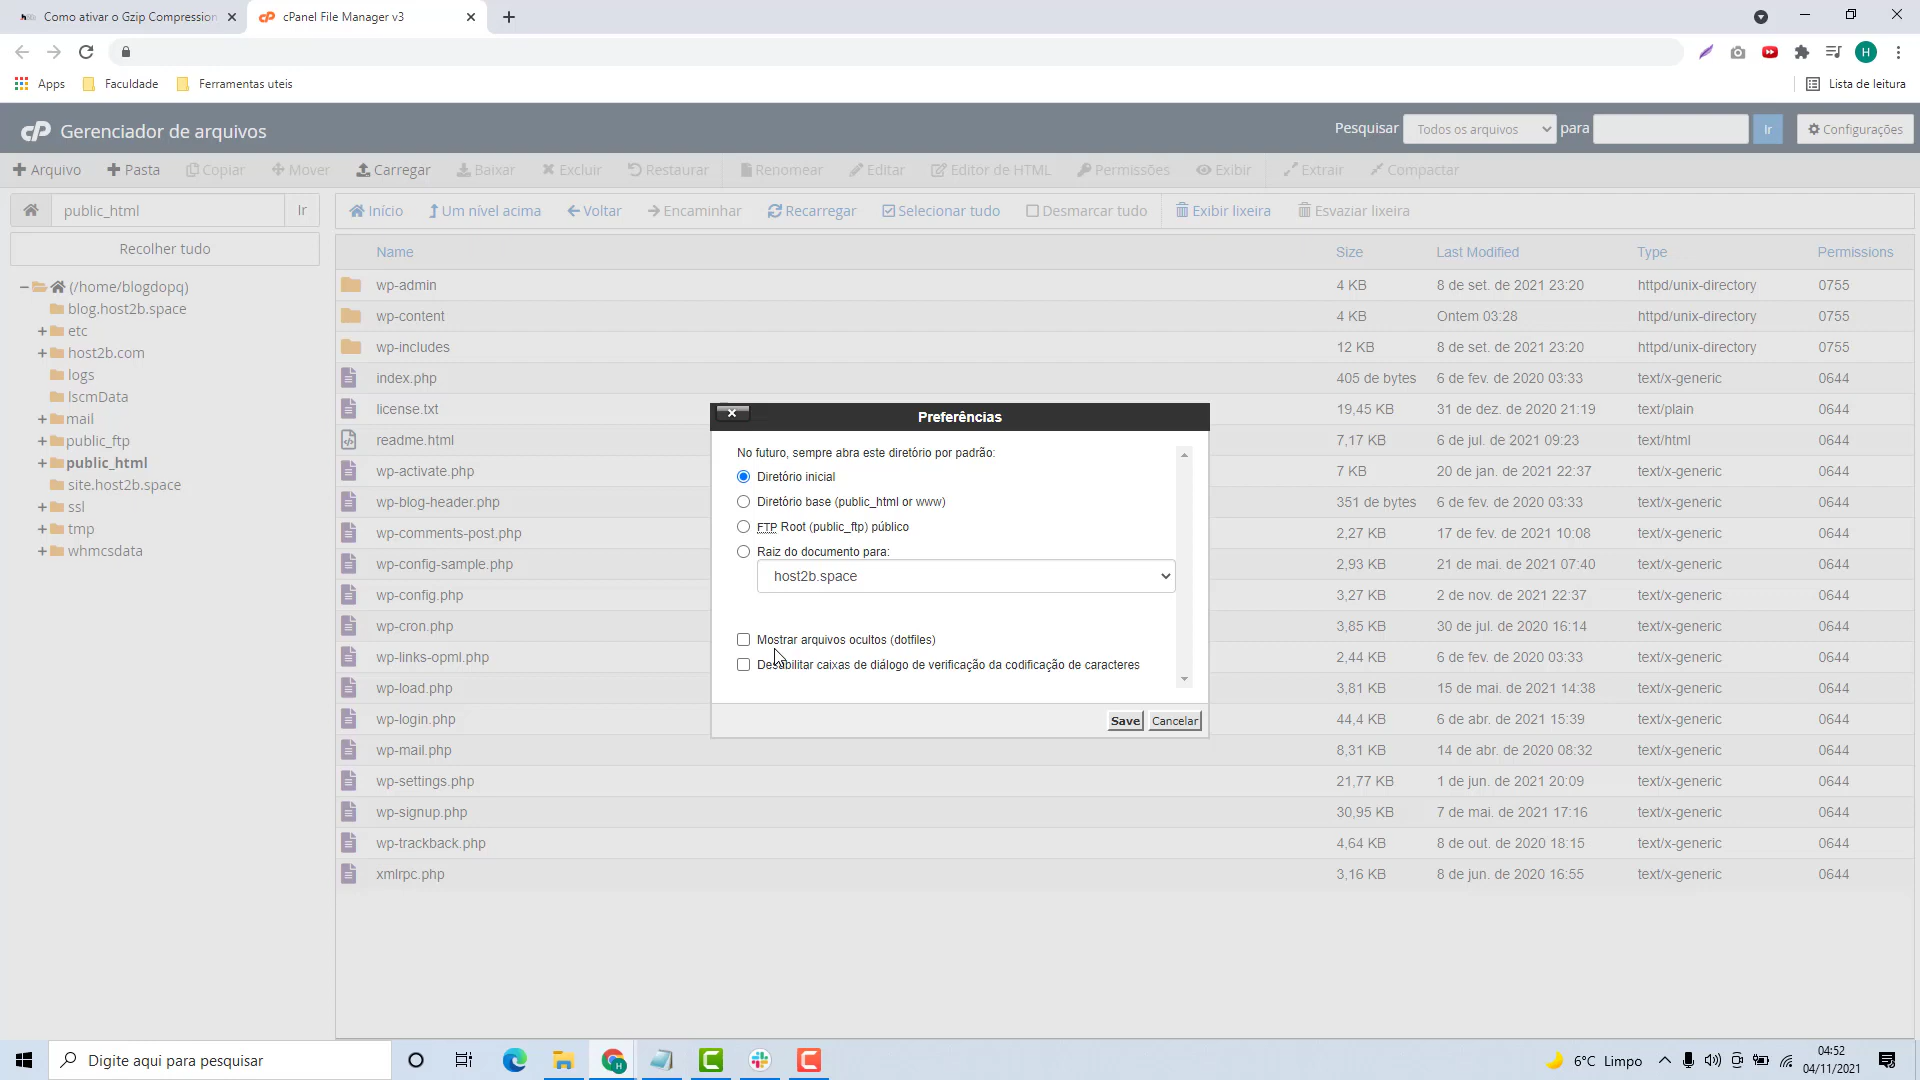 Como ativar o Gzip Compression
cPanel File Manager v3
Apps
Faculdade
Ferramentas uteis
H
Lista de leitura
cP Gerenciador de arquivos
Pesquisar
Todos os arquivos
para
Ir
Configurações
Arquivo
Pasta
Copiar
Mover
Carregar
Baixar
Excluir
Restaurar
Renomear
Editar
Editor de HTML
Permissões
Exibir
Extrair
Compactar
public_html
Ir
Início
Um nível acima
Voltar
Encaminhar
Recarregar
Selecionar tudo
Desmarcar tudo
Exibir lixeira
Esvaziar lixeira
Recolher tudo
(/home/blogdopq)
blog.host2b.space
etc
host2b.com
logs
lscmData
mail
public_ftp
public_html
site.host2b.space
ssl
tmp
whmcsdata
Name Size Last Modified Type Permissions
wp-admin 4 KB 8 de set. de 2021 23:20 httpd/unix-directory 0755
wp-content 4 KB Ontem 03:28 httpd/unix-directory 0755
wp-includes 12 KB 8 de set. de 2021 23:20 httpd/unix-directory 0755
index.php 405 de bytes 6 de fev. de 2020 03:33 text/x-generic 0644
license.txt 19,45 KB 31 de dez. de 2020 21:19 text/plain 0644
readme.html 7,17 KB 6 de jul. de 2021 09:23 text/html 0644
wp-activate.php 7 KB 20 de jan. de 2021 22:37 text/x-generic 0644
wp-blog-header.php 351 de bytes 6 de fev. de 2020 03:33 text/x-generic 0644
wp-comments-post.php 2,27 KB 17 de fev. de 2021 10:08 text/x-generic 0644
wp-config-sample.php 2,93 KB 21 de mai. de 2021 07:40 text/x-generic 0644
wp-config.php 3,27 KB 2 de nov. de 2021 22:37 text/x-generic 0644
wp-cron.php 3,85 KB 30 de jul. de 2021 16:14 text/x-generic 0644
wp-links-opml.php 2,44 KB 6 de fev. de 2020 03:33 text/x-generic 0644
wp-load.php 3,81 KB 15 de mai. de 2021 14:38 text/x-generic 0644
wp-login.php 44,4 KB 6 de abr. de 2021 15:39 text/x-generic 0644
wp-mail.php 8,31 KB 14 de abr. de 2020 08:32 text/x-generic 0644
wp-settings.php 21,77 KB 1 de jun. de 2021 20:09 text/x-generic 0644
wp-signup.php 30,95 KB 7 de mai. de 2021 17:16 text/x-generic 0644
wp-trackback.php 4,64 KB 8 de out. de 2020 18:15 text/x-generic 0644
xmlrpc.php 3,16 KB 8 de jun. de 2020 16:55 text/x-generic 0644
Preferências
No futuro, sempre abra este diretório por padrão:
Diretório inicial
Diretório base (public_html or www)
FTP Root (public_ftp) público
Raiz do documento para:
host2b.space
Mostrar arquivos ocultos (dotfiles)
Desabilitar caixas de diálogo de verificação da codificação de caracteres
Save
Cancelar
Digite aqui para pesquisar
6°C Limpo
04:52
04/11/2021